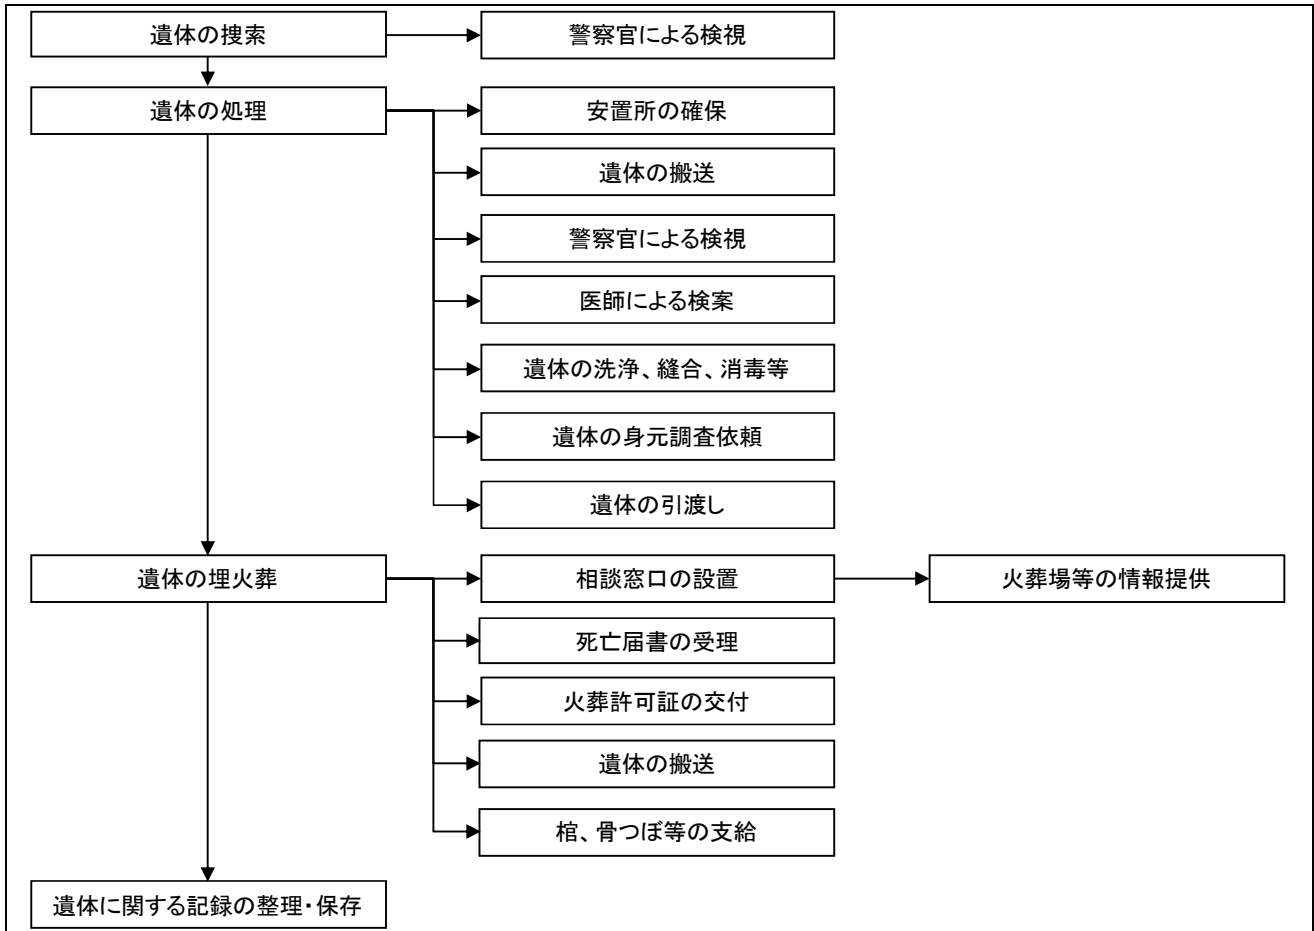 遺体の捜索
警察官による検視
遺体の処理
安置所の確保
遺体の搬送
警察官による検視
医師による検案
遺体の洗浄、縫合、消毒等
遺体の身元調査依頼
遺体の引渡し
遺体の埋火葬
相談窓口の設置
火葬場等の情報提供
死亡届書の受理
火葬許可証の交付
遺体の搬送
棺、骨つぼ等の支給
遺体に関する記録の整理・保存